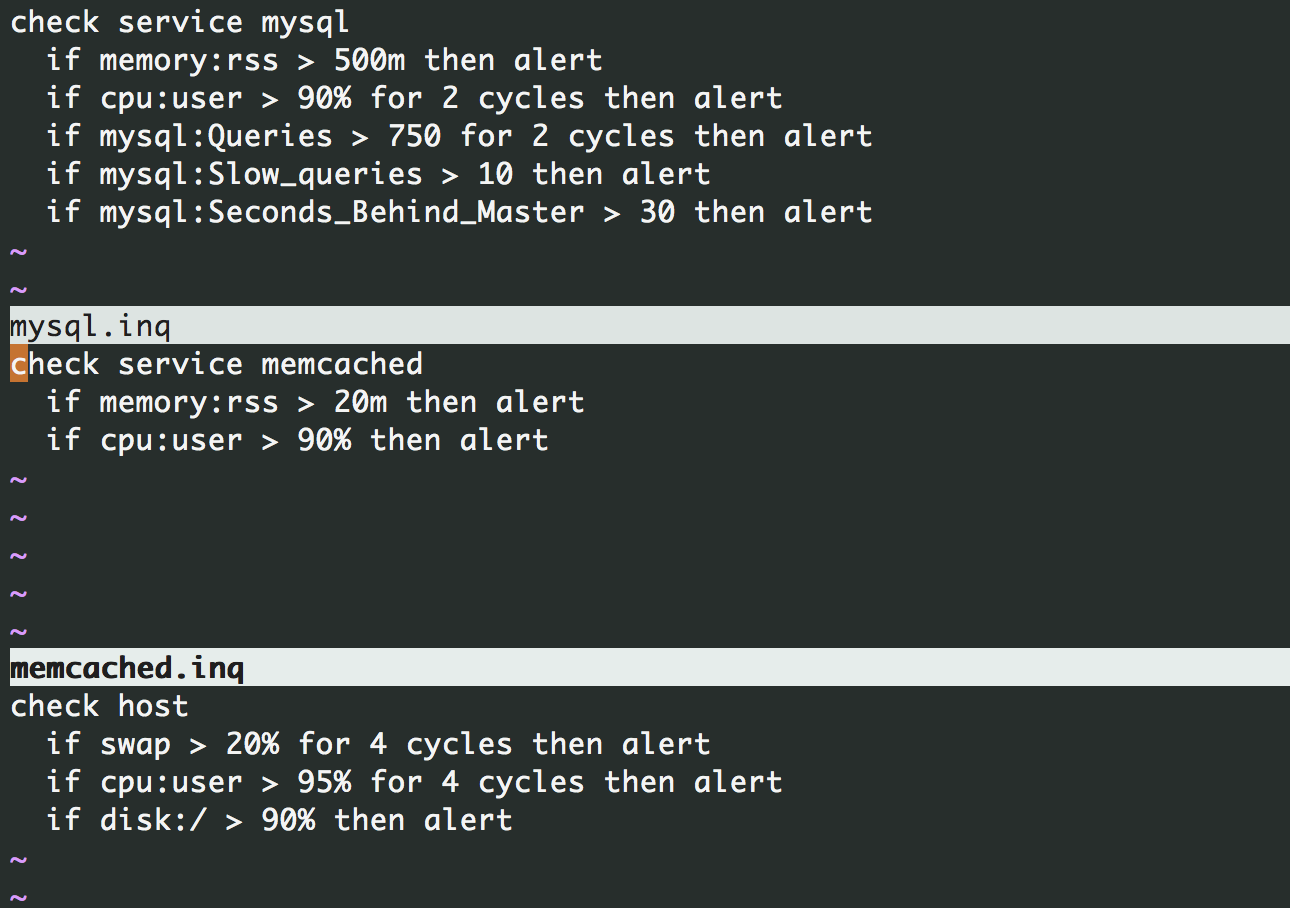 check service mysql
  if memory:rss > 500m then alert
  if cpu:user > 90% for 2 cycles then alert
  if mysql:Queries > 750 for 2 cycles then alert
  if mysql:Slow_queries > 10 then alert
  if mysql:Seconds_Behind_Master > 30 then alert
~
~
mysql.inq
check service memcached
  if memory:rss > 20m then alert
  if cpu:user > 90% then alert
~
~
~
~
~
memcached.inq
check host
  if swap > 20% for 4 cycles then alert
  if cpu:user > 95% for 4 cycles then alert
  if disk:/ > 90% then alert
~
~